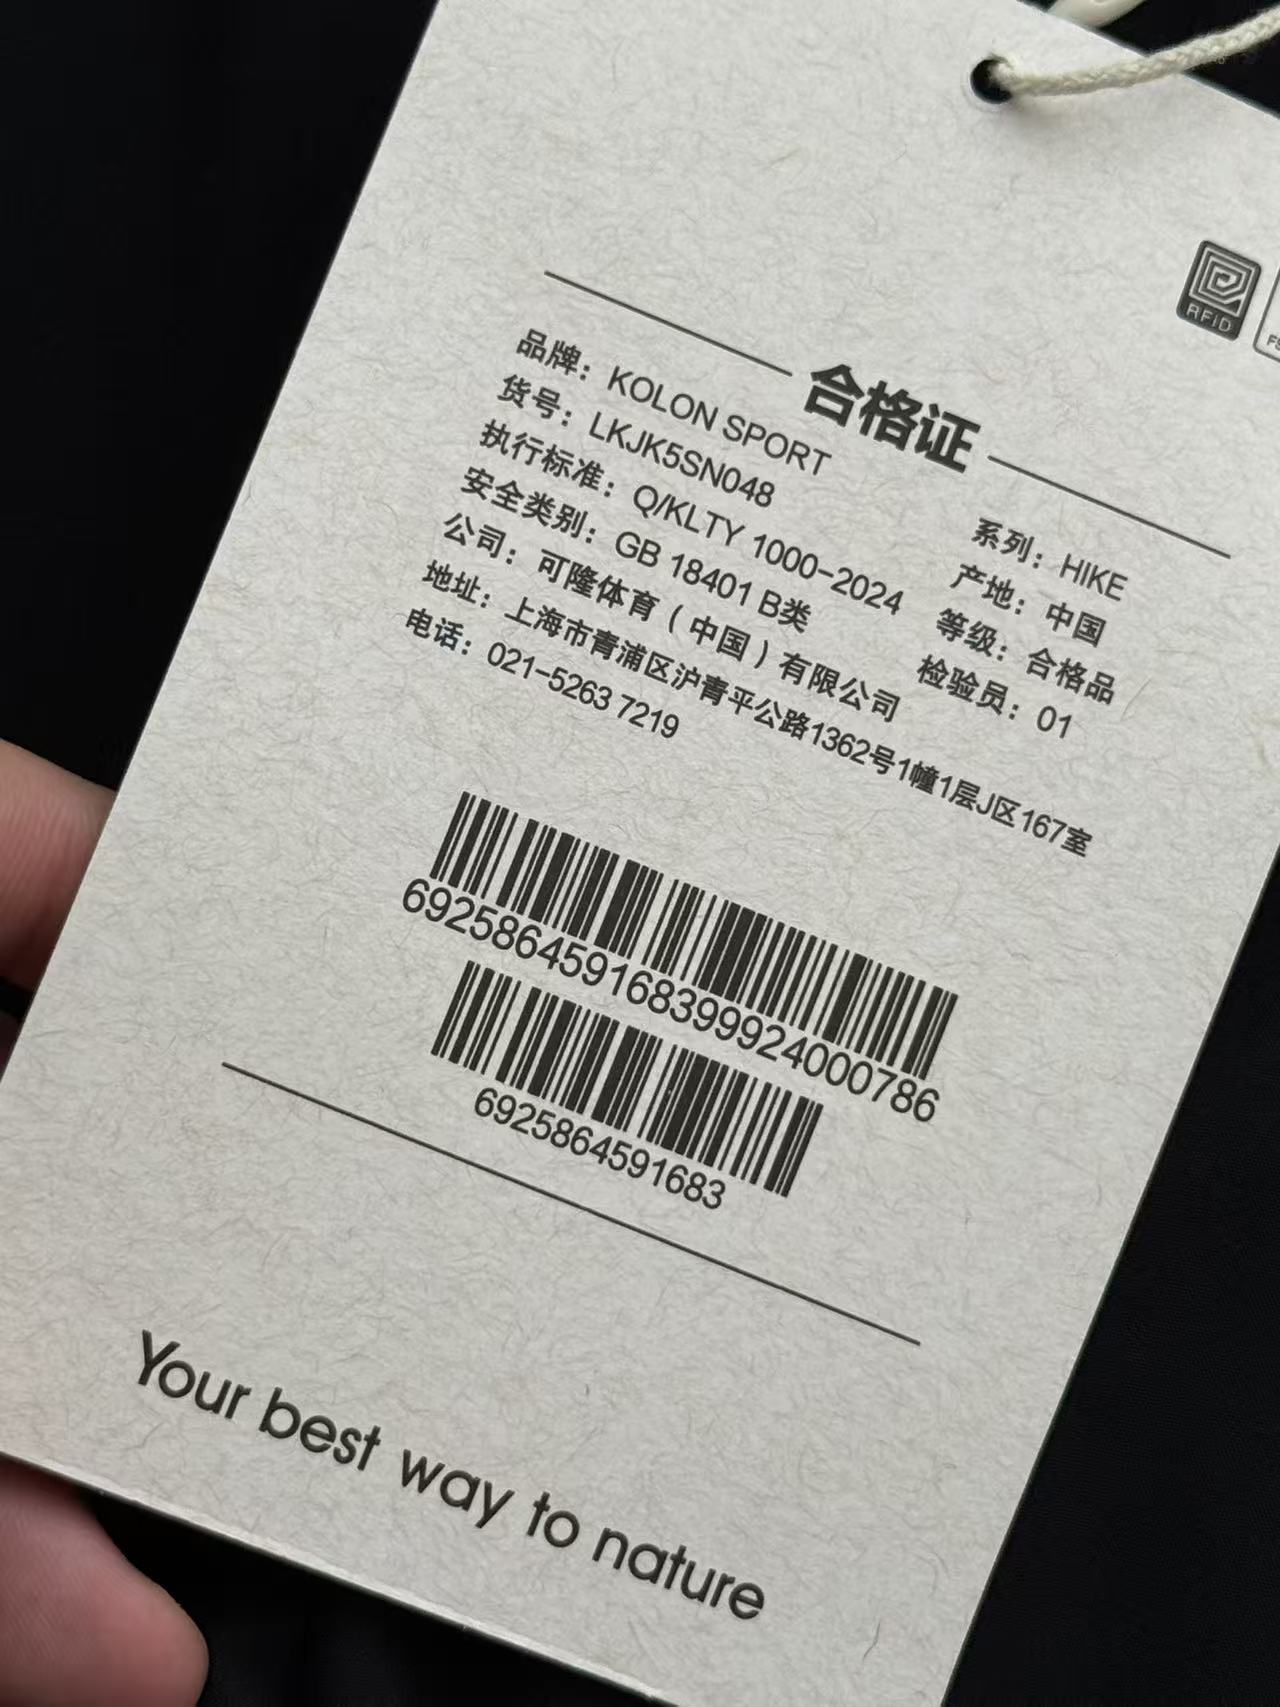 RFiD
FS
合格证
品牌：KOLON SPORT
货号：LKJK5SN048
系列：HIKE
执行标准：Q/KLTY 1000-2024
产地：中国
安全类别：GB 18401 B类
等级：合格品
公司：可隆体育（中国）有限公司
检验员：01
地址：上海市青浦区沪青平公路1362号1幢1层J区167室
电话：021-5263 7219
692586459168399924000786
6925864591683
Your best way to nature